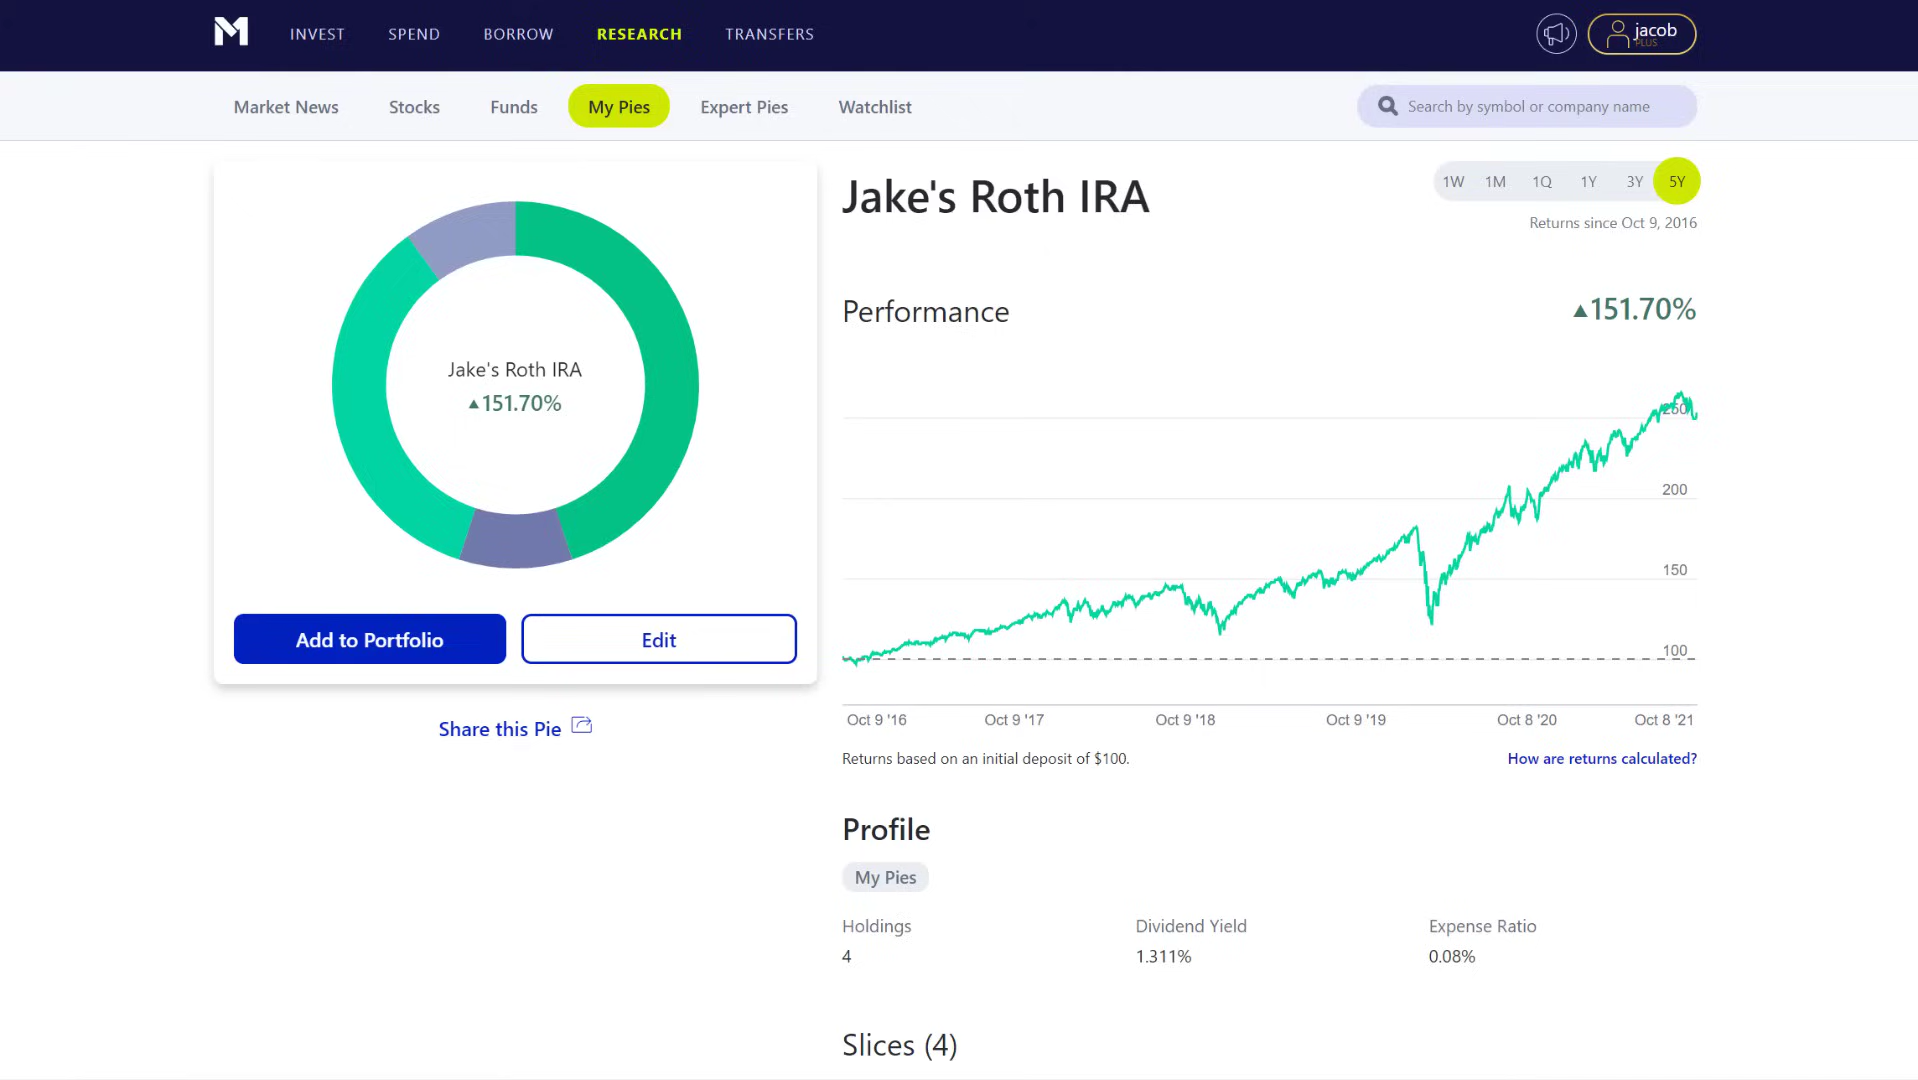 INVEST SPEND BORROW RESEARCH TRANSFERS
jacob
PLUS
Market News Stocks Funds My Pies Expert Pies Watchlist
Search by symbol or company name
Jake's Roth IRA
▲151.70%
Add to Portfolio Edit
Share this Pie
Jake's Roth IRA
1W 1M 1Q 1Y 3Y 5Y
Returns since Oct 9, 2016
Performance
▲151.70%
250
200
150
100
Oct 9 '16 Oct 9 '17 Oct 9 '18 Oct 9 '19 Oct 8 '20 Oct 8 '21
Returns based on an initial deposit of $100.
How are returns calculated?
Profile
My Pies
Holdings Dividend Yield Expense Ratio
4 1.311% 0.08%
Slices (4)